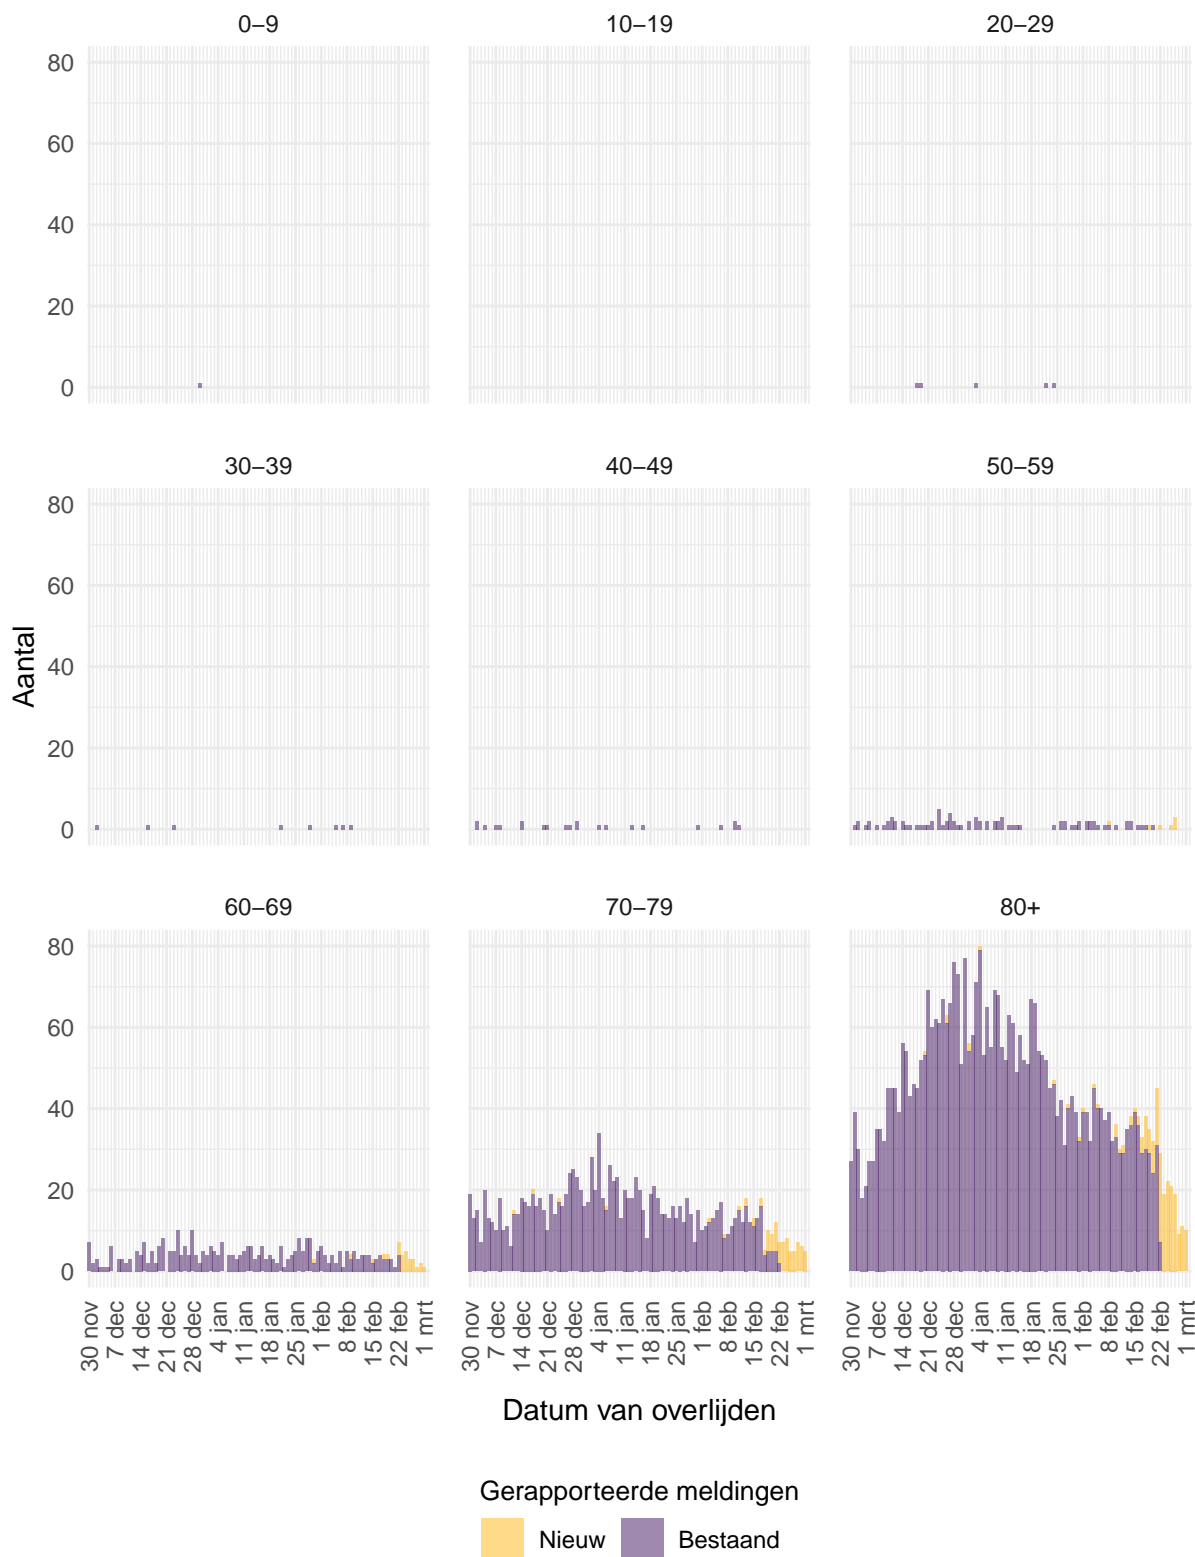 0–9 10–19 20–29
80
60
40
20
0
30–39 40–49 50–59
80
60
40
20
0
Aantal
60–69 70–79 80+
80
60
40
20
0
30 nov 7 dec 14 dec 21 dec 28 dec 4 jan 11 jan 18 jan 25 jan 1 feb 8 feb 15 feb 22 feb 1 mrt
30 nov 7 dec 14 dec 21 dec 28 dec 4 jan 11 jan 18 jan 25 jan 1 feb 8 feb 15 feb 22 feb 1 mrt
30 nov 7 dec 14 dec 21 dec 28 dec 4 jan 11 jan 18 jan 25 jan 1 feb 8 feb 15 feb 22 feb 1 mrt
Datum van overlijden
Gerapporteerde meldingen
Nieuw Bestaand